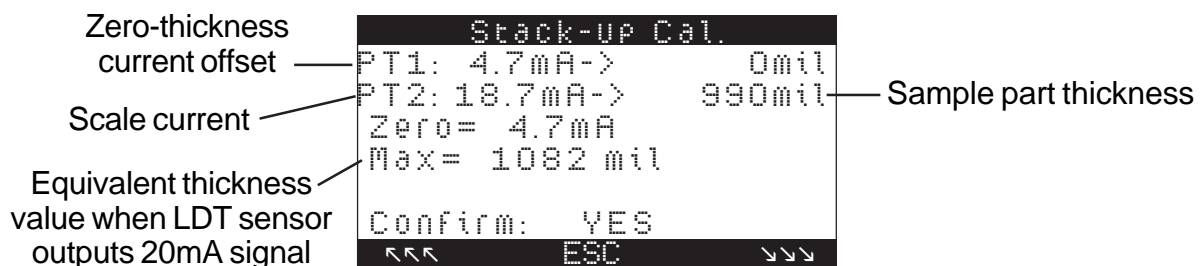 Zero-thickness
current offset
Scale current
Equivalent thickness
value when LDT sensor
outputs 20mA signal
Stack-up Cal.
PT1: 4.7mA-> 0mil
PT2: 18.7mA-> 990mil
Zero= 4.7mA
Max= 1082 mil
Confirm: YES
↖↖↖ ESC ↘↘↘
Sample part thickness